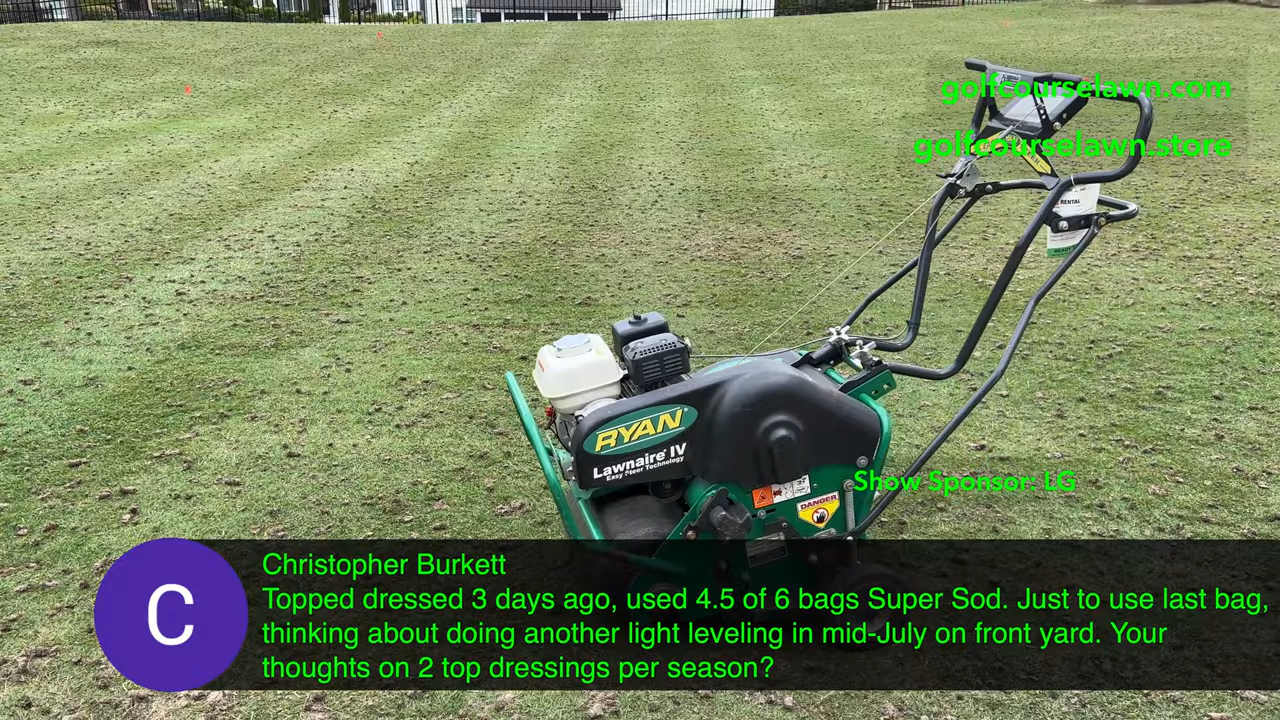 golfcourselawn.com
golfcourselawn.store
RENTAL
RYAN
Lawnaire IV
Easy Steer Technology
DANGER
Show Sponsor: LG
C
Christopher Burkett
Topped dressed 3 days ago, used 4.5 of 6 bags Super Sod. Just to use last bag,
thinking about doing another light leveling in mid-July on front yard. Your
thoughts on 2 top dressings per season?